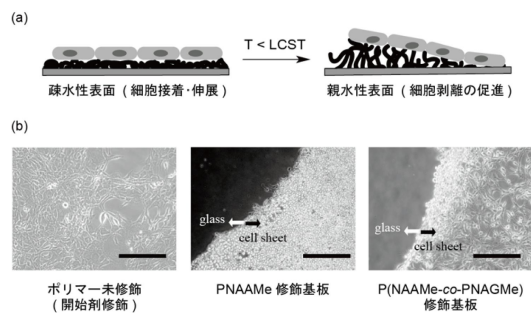 (a)
T < LCST
疎水性表面 ( 細胞接着･伸展 )
親水性表面 ( 細胞剥離の促進 )
(b)
glass
cell sheet
glass
cell sheet
ポリマー未修飾
( 開始剤修飾 )
PNAAMe 修飾基板
P(NAAMe-co-PNAGMe)
修飾基板